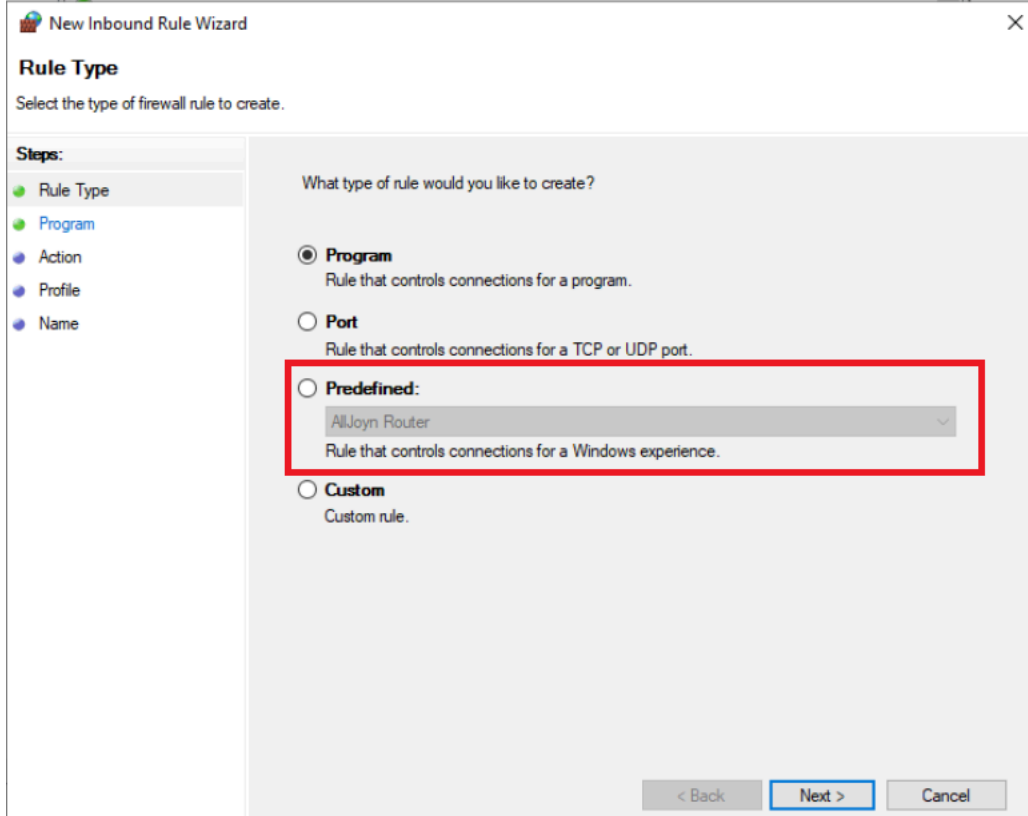 New Inbound Rule Wizard
Rule Type
Select the type of firewall rule to create.
Steps:
Rule Type
Program
Action
Profile
Name
What type of rule would you like to create?
Program
Rule that controls connections for a program.
Port
Rule that controls connections for a TCP or UDP port.
Predefined:
AllJoyn Router
Rule that controls connections for a Windows experience.
Custom
Custom rule.
< Back
Next >
Cancel